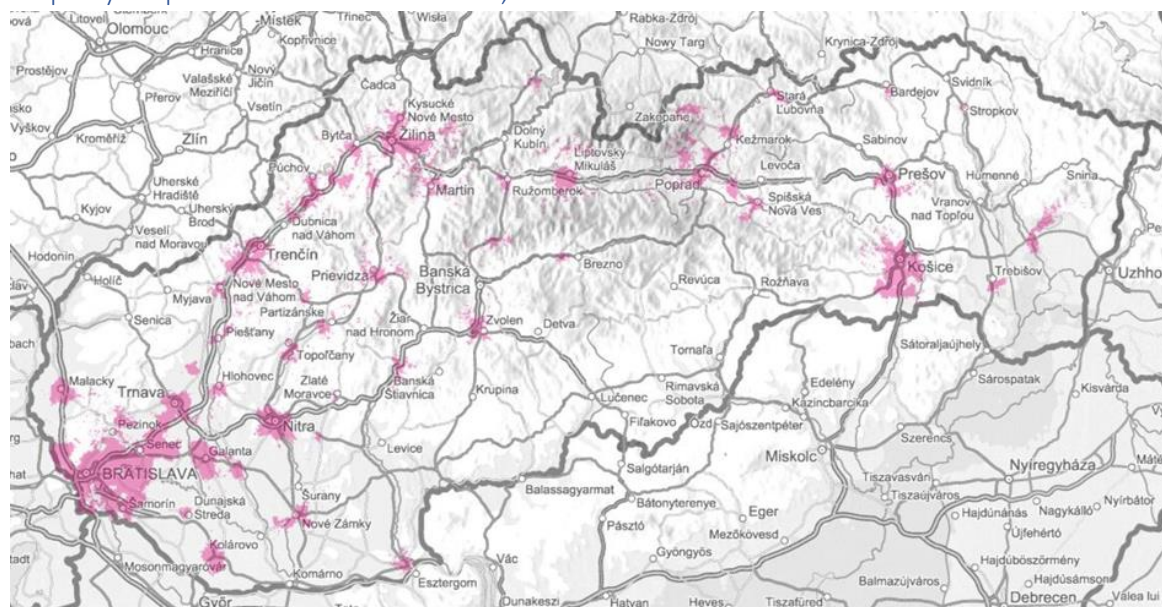 Litovel
Olomouc
Hranice
Místek
Kopřivnice
Třinec
Wisła
Rabka-Zdrój
Nowy Targ
Krynica-Zdrój
Prostějov
Přerov
Valašské
Meziříčí
Nový
Jičín
Čadca
Zakopane
Stará
Ľubovňa
Bardejov
Svidník
Stropkov
Vyškov
Kroměříž
Vsetín
Zlín
Kysucké
Nové Mesto
Bytča
Žilina
Dolný
Kubín
Kežmarok
Sabinov
Púchov
Martin
Ružomberok
Liptovský
Mikuláš
Poprad
Levoča
Prešov
Humenné
Snina
Uherské
Hradiště
Kyjov
Uherský
Brod
Veselí
nad Moravou
Dubnica
nad Váhom
Spišská
Nová Ves
Vranov
nad Topľou
Hodonín
Holíč
Trenčín
Prievidza
Banská
Bystrica
Brezno
Revúca
Rožňava
Košice
Trebišov
Uzhho
Myjava
Nové Mesto
nad Váhom
Partizánske
Žiar
nad Hronom
Zvolen
Detva
Senica
Piešťany
Topoľčany
Tornaľa
Sátoraljaújhely
Malacky
Trnava
Hlohovec
Zlaté
Moravce
Banská
Štiavnica
Krupina
Rimavská
Sobota
Lučenec
Edelény
Kazincbarcika
Sárospatak
Kisvárda
Pezinok
Senec
Nitra
Fiľakovo
Ózd
Sajószentpéter
Szerencs
BRATISLAVA
Galanta
Levice
Salgótarján
Miskolc
Nyíregyháza
Šamorín
Dunajská
Streda
Šurany
Nové Zámky
Balassagyarmat
Bátonyterenye
Tiszavasvári
Tiszaújváros
Nyírbátor
Nagykálló
Kolárovo
Pásztó
Eger
Mezőkövesd
Hajdúnánás
Újfehértó
Mosonmagyaróvár
Komárno
Esztergom
Vác
Gyöngyös
Hajdúböszörmény
Hajdúsámson
Győr
Dunakeszi
Hatvan
Heves
Tiszafüred
Balmazújváros
Debrecen
Valea lui